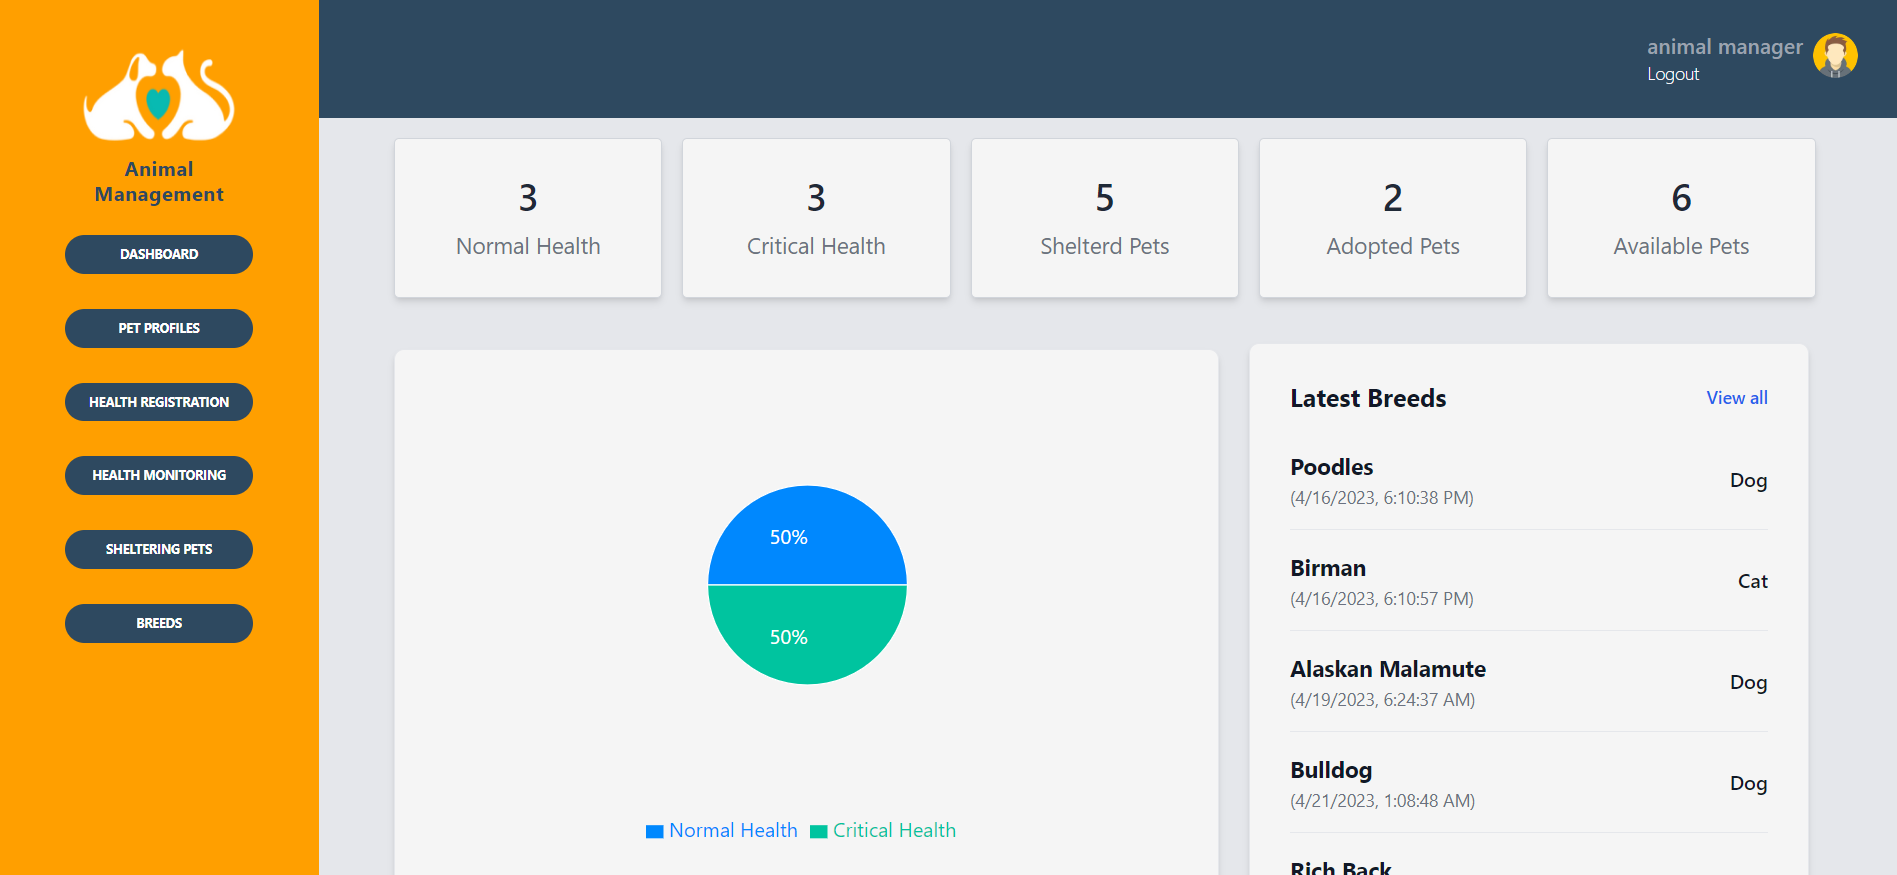 Animal
Management
DASHBOARD
PET PROFILES
HEALTH REGISTRATION
HEALTH MONITORING
SHELTERING PETS
BREEDS
animal manager
Logout
3
Normal Health
3
Critical Health
5
Shelterd Pets
2
Adopted Pets
6
Available Pets
50%
50%
Normal Health
Critical Health
Latest Breeds
View all
Poodles
(4/16/2023, 6:10:38 PM)
Dog
Birman
(4/16/2023, 6:10:57 PM)
Cat
Alaskan Malamute
(4/19/2023, 6:24:37 AM)
Dog
Bulldog
(4/21/2023, 1:08:48 AM)
Dog
Rich Back